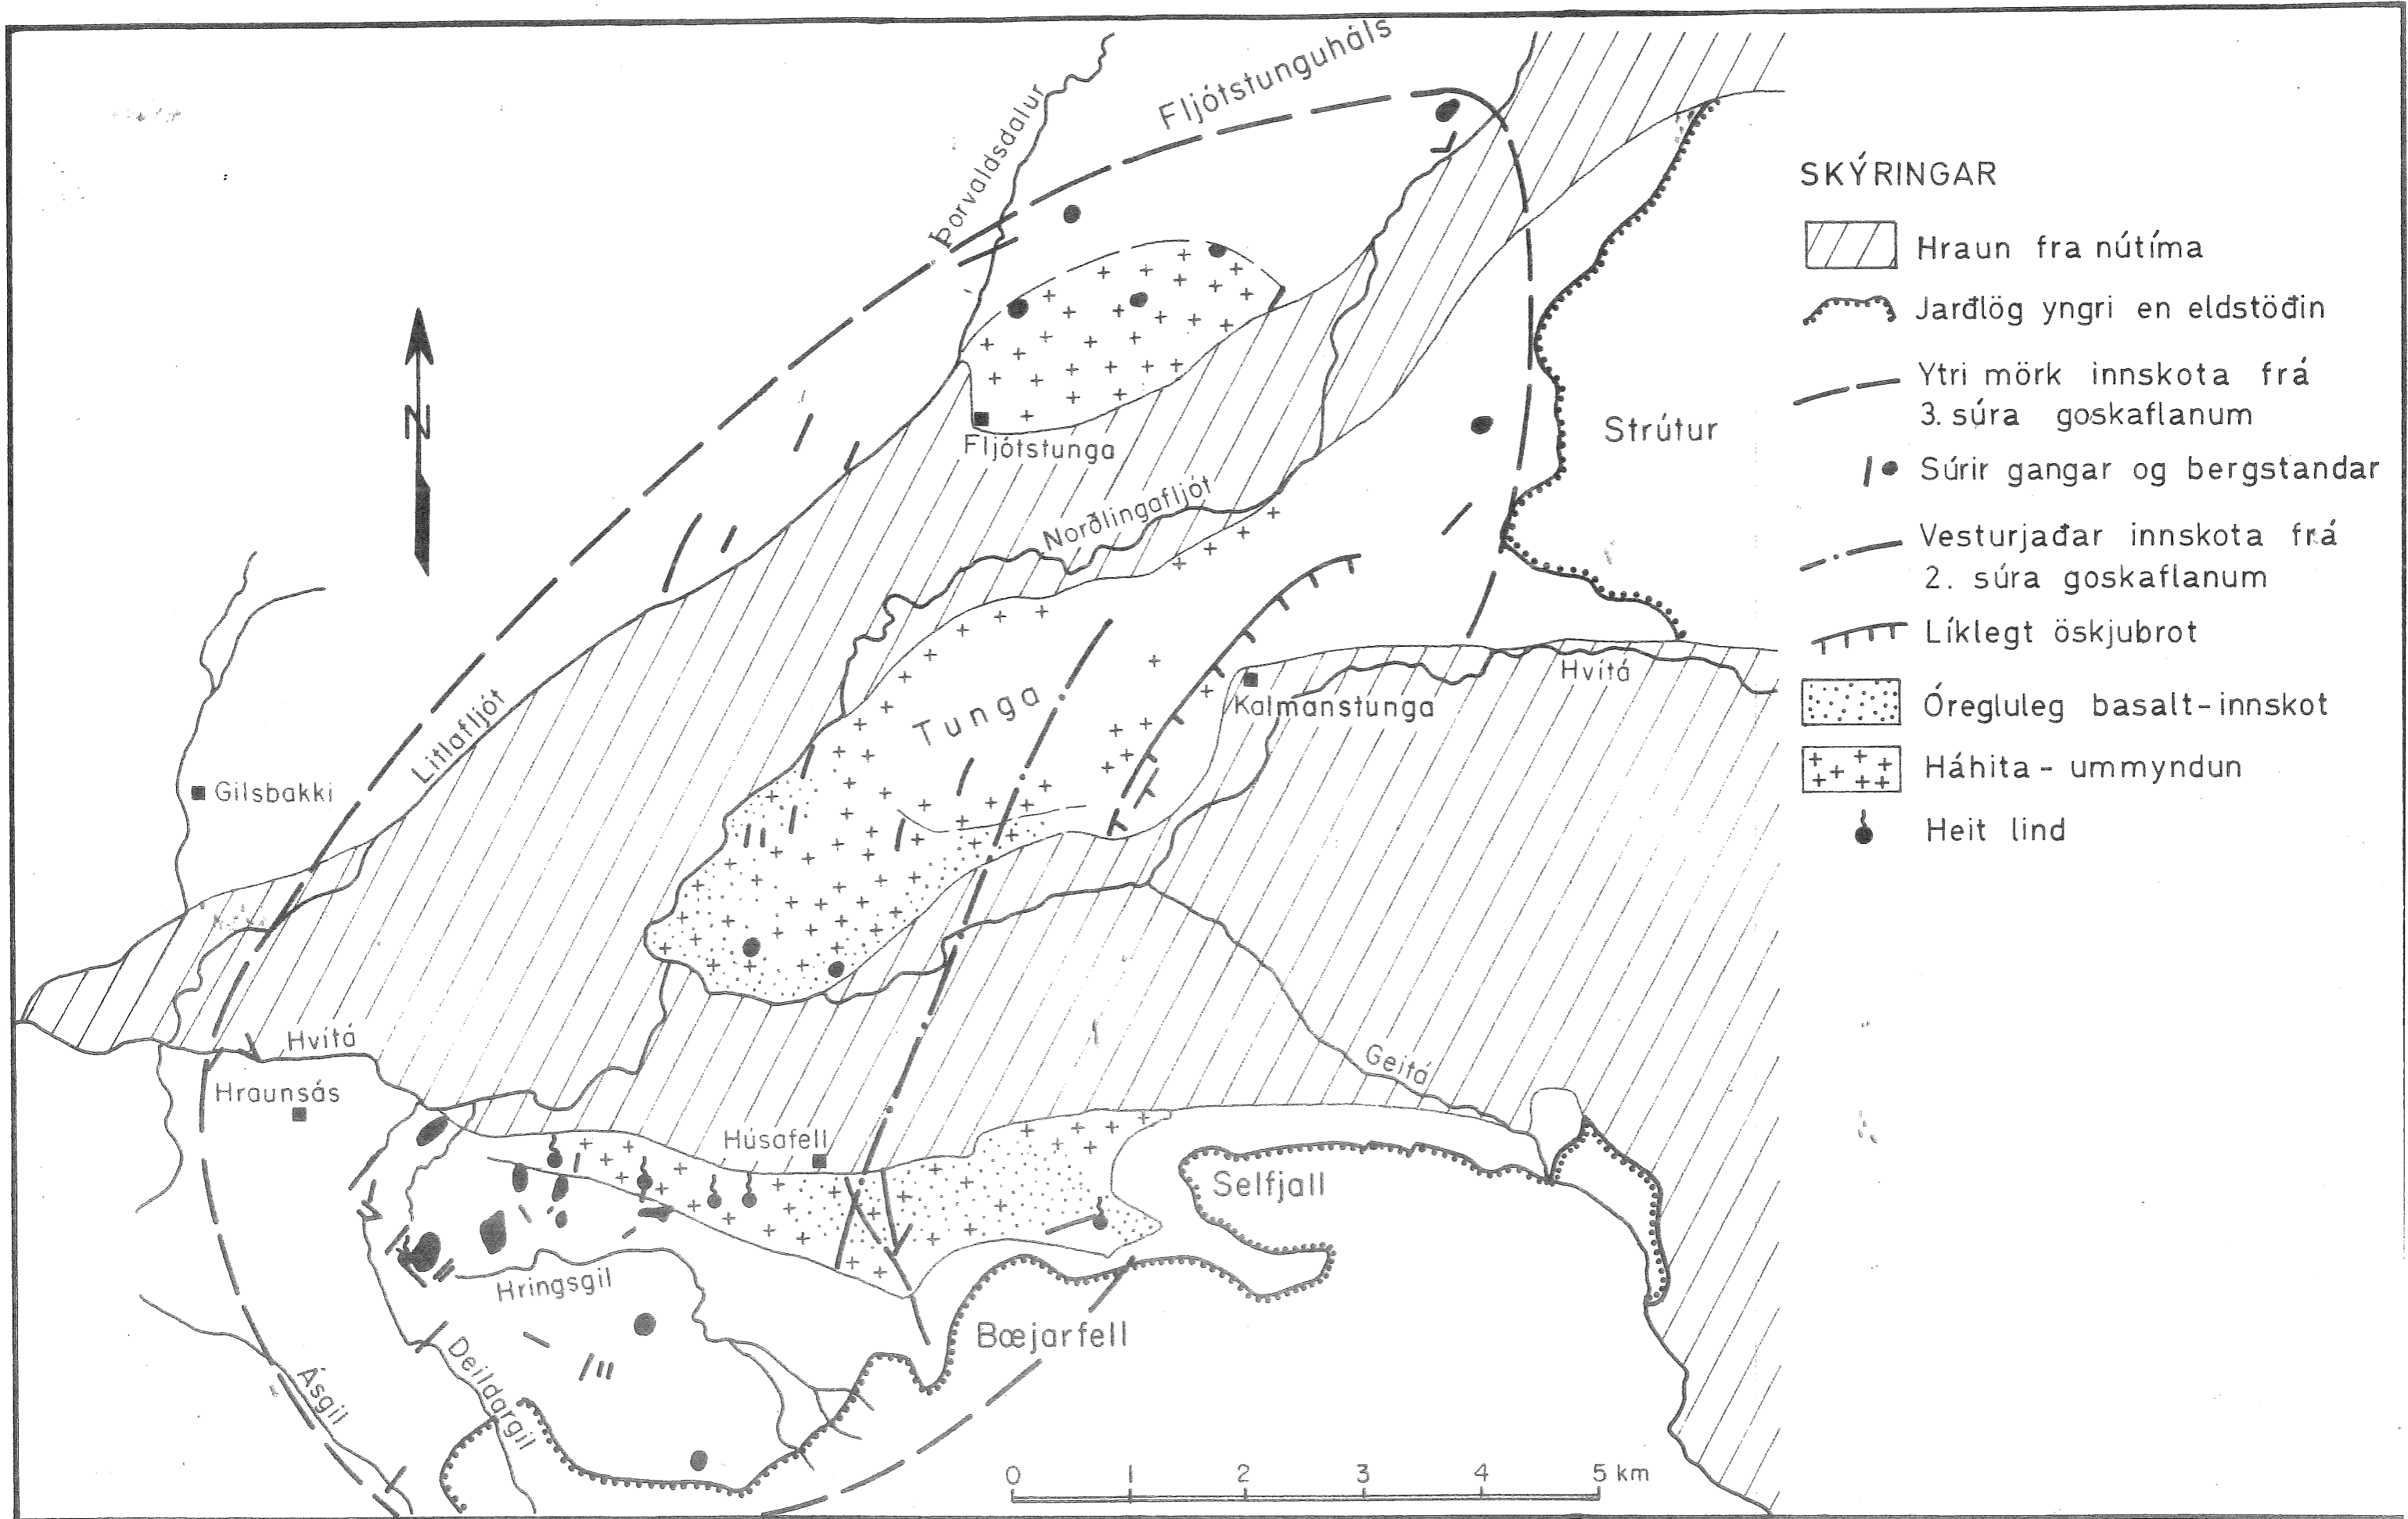 Fljótstunguháls
Þorvaldsdalur
Fljótstunga
Norðlingafljót
Strútur
Tunga
Kalmanstunga
Hvítá
Litlafljót
Gilsbakki
Hvítá
Hraunsás
Húsafell
Geitá
Selfjall
Hringsgil
Bæjarfell
Deildargil
Ásgil
N
0 1 2 3 4 5 km
SKÝRINGAR
Hraun fra nútíma
Jarðlög yngri en eldstöðin
Ytri mörk innskota frá
3. súra goskaflanum
Súrir gangar og bergstandar
Vesturjaðar innskota frá
2. súra goskaflanum
Líklegt öskjubrot
Óregluleg basalt-innskot
Háhita - ummyndun
Heit lind